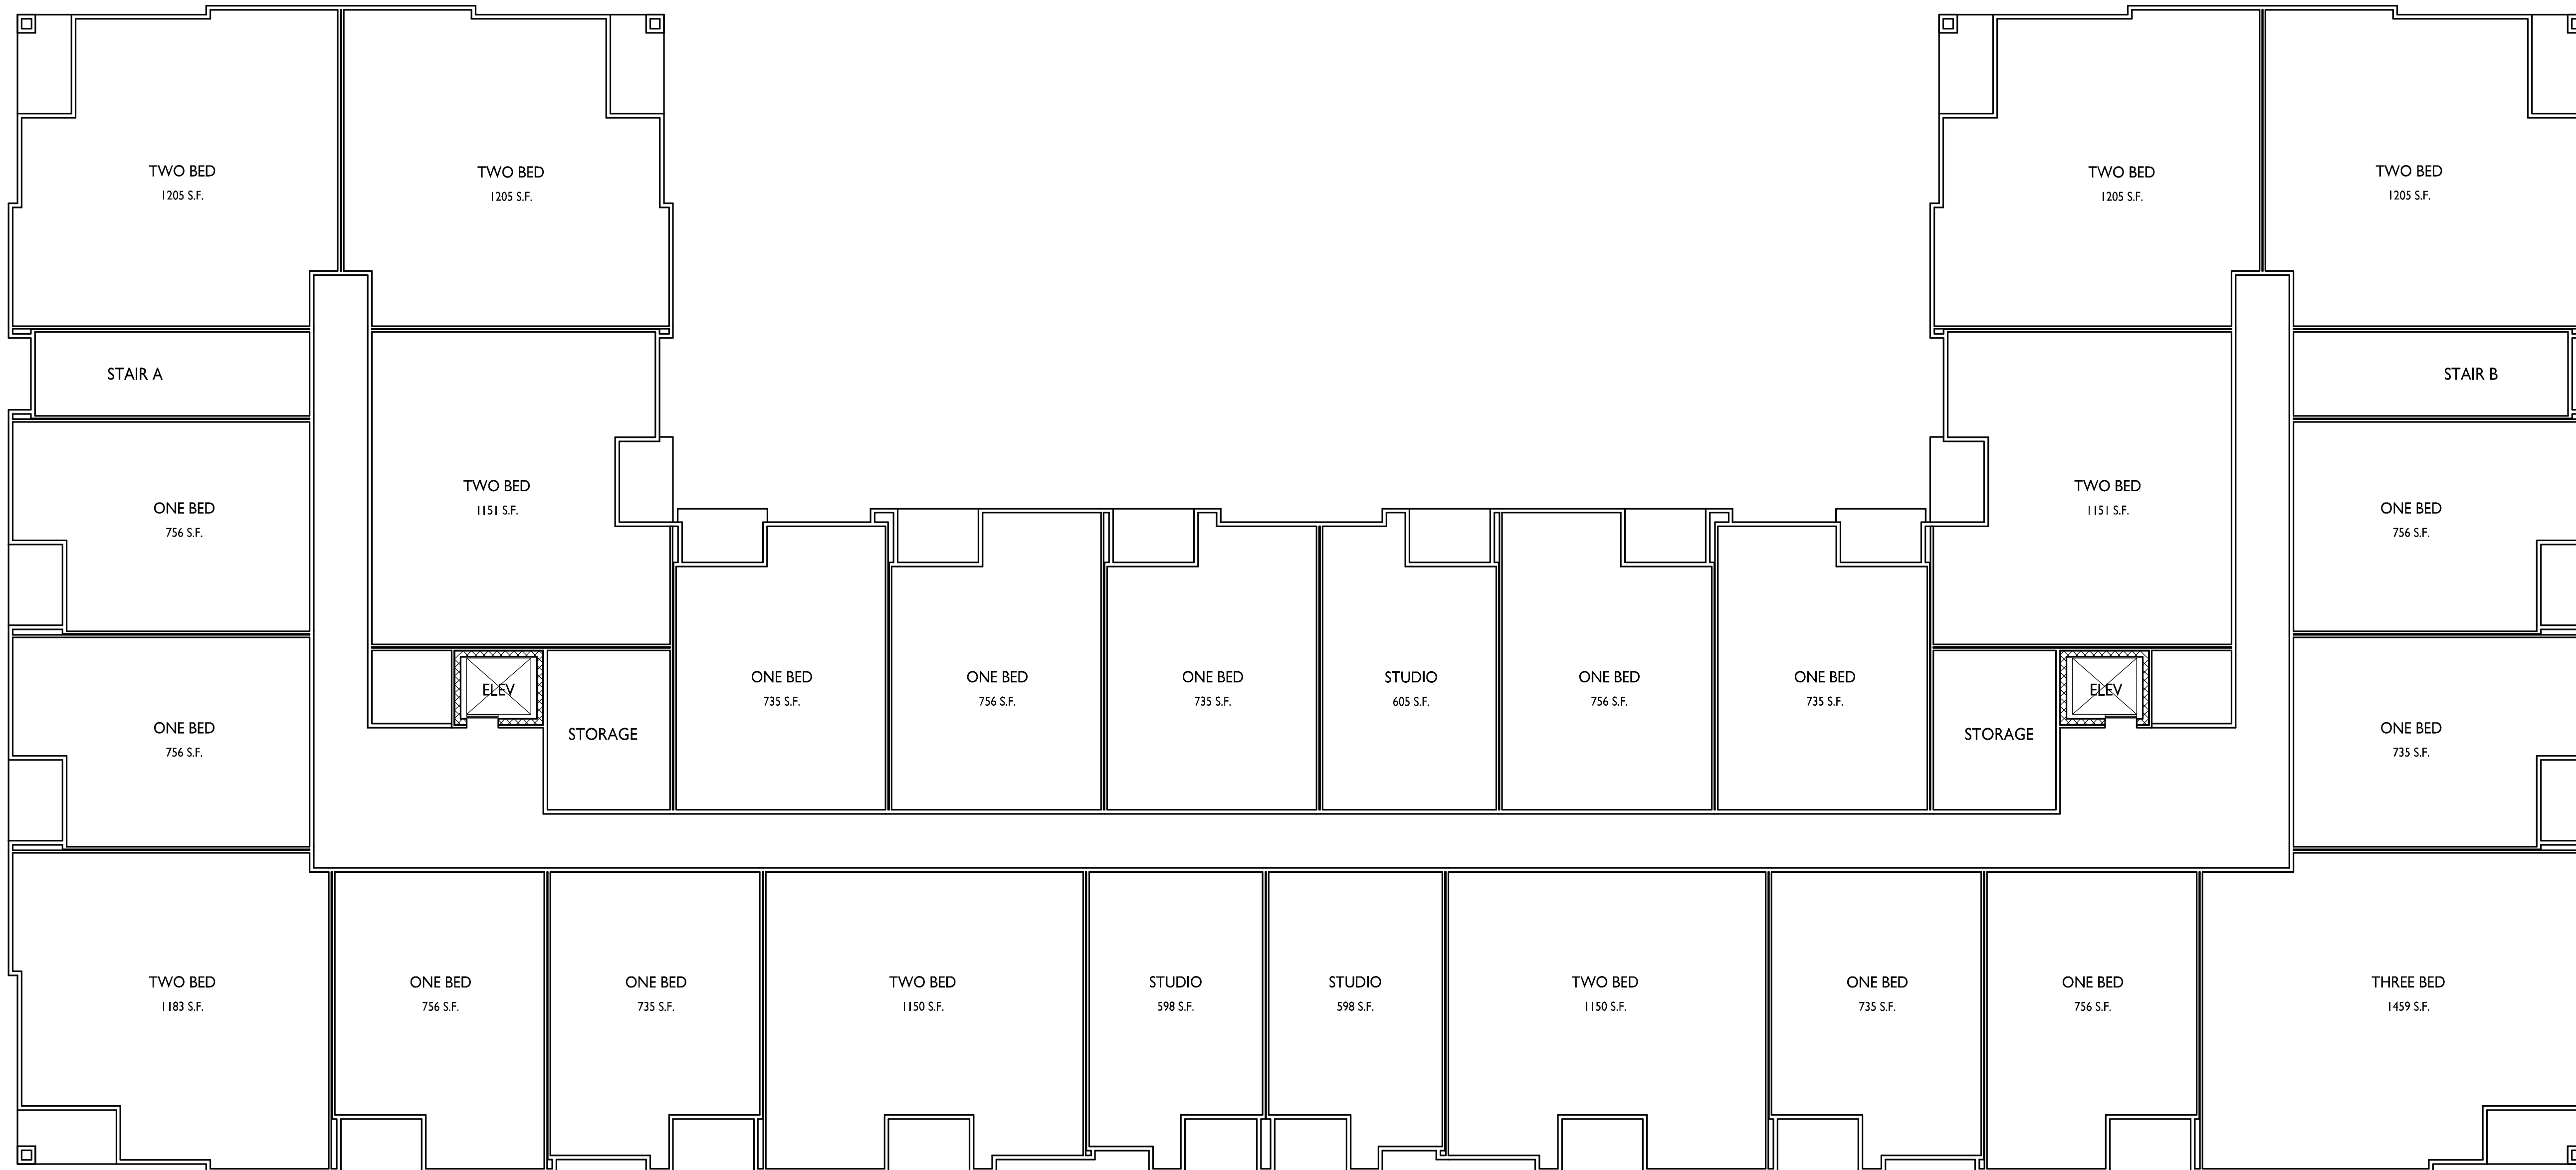 TWO BED
1205 S.F.
TWO BED
1205 S.F.
TWO BED
1205 S.F.
TWO BED
1205 S.F.
STAIR A
STAIR B
TWO BED
1151 S.F.
TWO BED
1151 S.F.
ONE BED
756 S.F.
ONE BED
756 S.F.
ONE BED
756 S.F.
ELEV
STORAGE
ONE BED
735 S.F.
ONE BED
756 S.F.
ONE BED
735 S.F.
STUDIO
605 S.F.
ONE BED
756 S.F.
ONE BED
735 S.F.
STORAGE
ELEV
ONE BED
735 S.F.
TWO BED
1183 S.F.
ONE BED
756 S.F.
ONE BED
735 S.F.
TWO BED
1150 S.F.
STUDIO
598 S.F.
STUDIO
598 S.F.
TWO BED
1150 S.F.
ONE BED
735 S.F.
ONE BED
756 S.F.
THREE BED
1459 S.F.